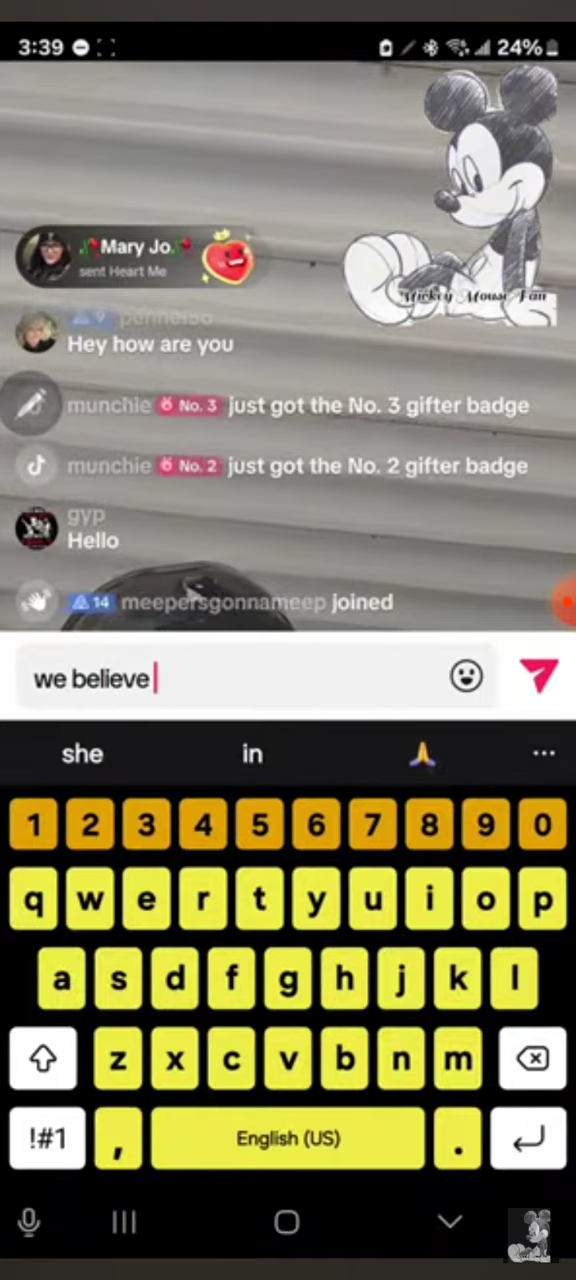 3:39 24%
Mary Jo
sent Heart Me
Mickey Mouse Fan
9
Hey how are you
munchie No. 3 just got the No. 3 gifter badge
munchie No. 2 just got the No. 2 gifter badge
gyp
Hello
14 meepersgonnameep joined
we believe
she in
1 2 3 4 5 6 7 8 9 0
q w e r t y u i o p
a s d f g h j k l
z x c v b n m
!#1 , English (US) .